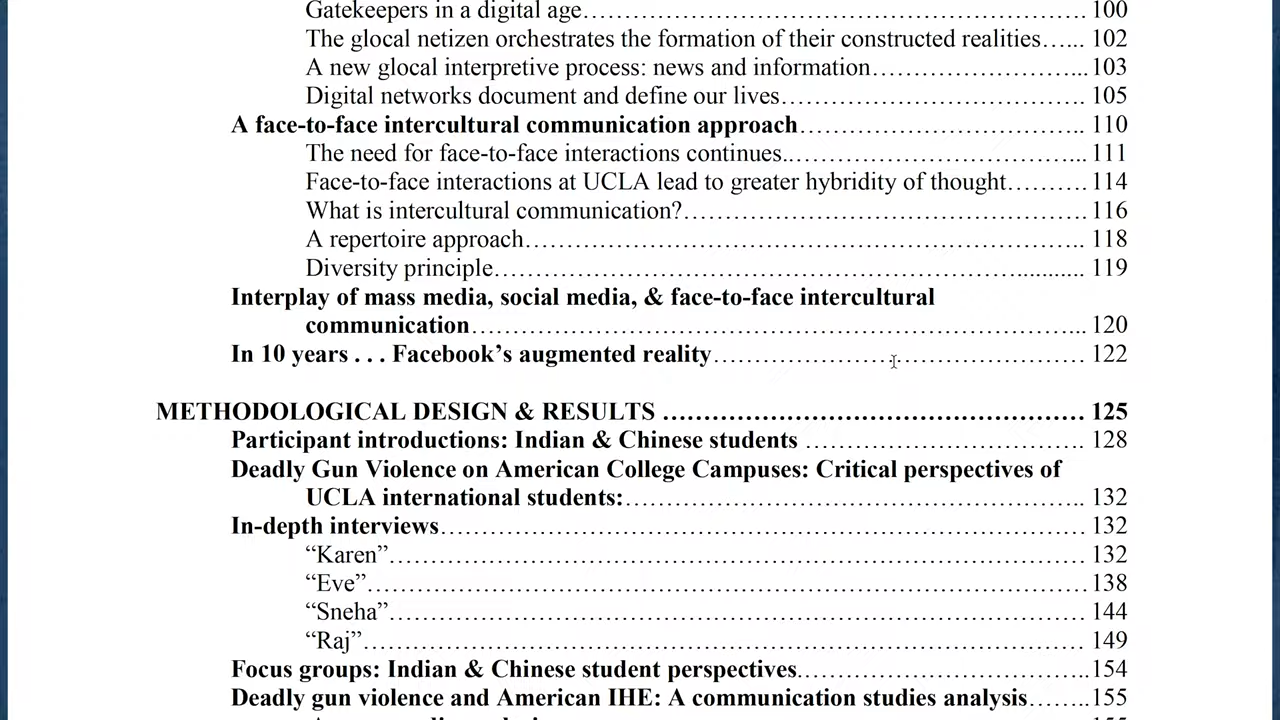 Gatekeepers in a digital age…………………………………………………….. 100
The glocal netizen orchestrates the formation of their constructed realities…... 102
A new glocal interpretive process: news and information……………………...103
Digital networks document and define our lives………………………………. 105
A face-to-face intercultural communication approach…………………………….. 110
The need for face-to-face interactions continues..……………………………... 111
Face-to-face interactions at UCLA lead to greater hybridity of thought………. 114
What is intercultural communication?…………………………………………. 116
A repertoire approach………………………………………………………….. 118
Diversity principle……………………………………………………........... 119
Interplay of mass media, social media, & face-to-face intercultural
communication………………………………………………………………... 120
In 10 years . . . Facebook’s augmented reality………………………………………. 122
METHODOLOGICAL DESIGN & RESULTS …………………………………… 125
Participant introductions: Indian & Chinese students …………………………….. 128
Deadly Gun Violence on American College Campuses: Critical perspectives of
UCLA international students:………………………………………………….. 132
In-depth interviews……………………………………………………………………. 132
“Karen”………………………………………………………………………… 132
“Eve”…………………………………………………………………………… 138
“Sneha”………………………………………………………………………… 144
“Raj”…………………………………………………………………………… 149
Focus groups: Indian & Chinese student perspectives……………………………..154
Deadly gun violence and American IHE: A communication studies analysis……..155